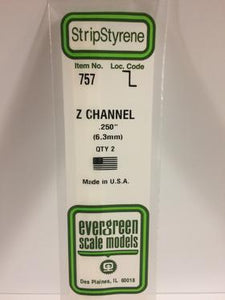 StripStyrene
Item No. Loc. Code
757
Z CHANNEL
.250"
(6.3mm)
QTY 2
Made in U.S.A.
evergreen
scale models
Des Plaines, IL 60018